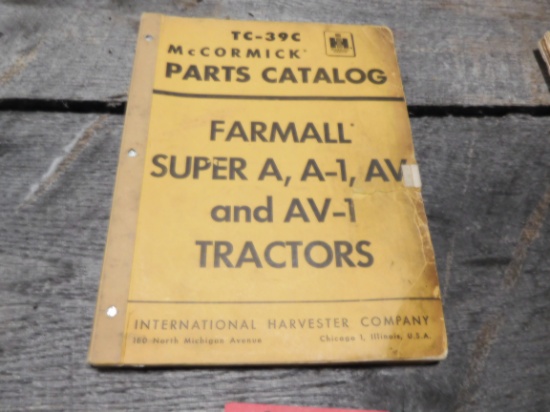 TC-39C
McCORMICK®
PARTS CATALOG
FARMALL®
SUPER A, A-1, AV
and AV-1
TRACTORS
INTERNATIONAL HARVESTER COMPANY
180 North Michigan Avenue Chicago 1, Illinois, U.S.A.